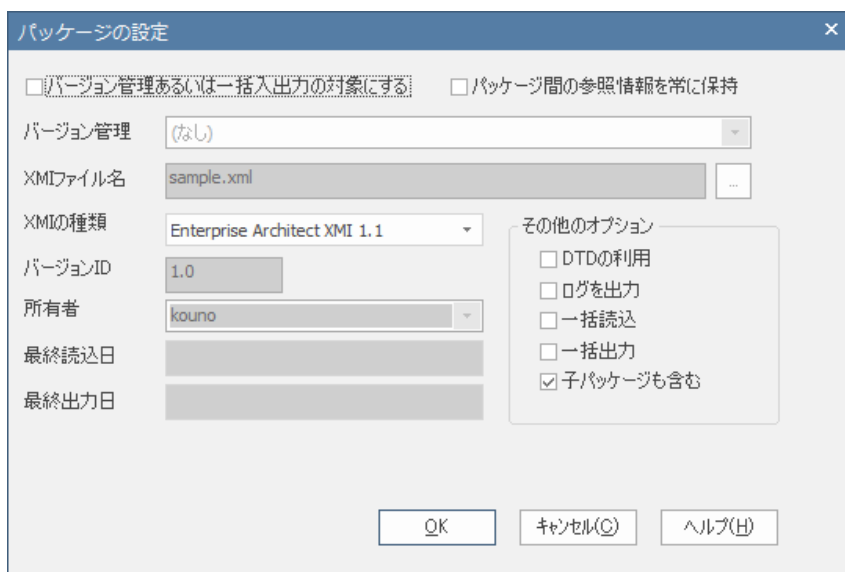 パッケージの設定
バージョン管理あるいは一括入出力の対象にする
パッケージ間の参照情報を常に保持
バージョン管理
(なし)
XMIファイル名
sample.xml
...
XMIの種類
Enterprise Architect XMI 1.1
その他のオプション
バージョンID
1.0
DTDの利用
所有者
kouno
ログを出力
一括読込
最終読込日
一括出力
最終出力日
子パッケージも含む
OK
キャンセル(C)
ヘルプ(H)